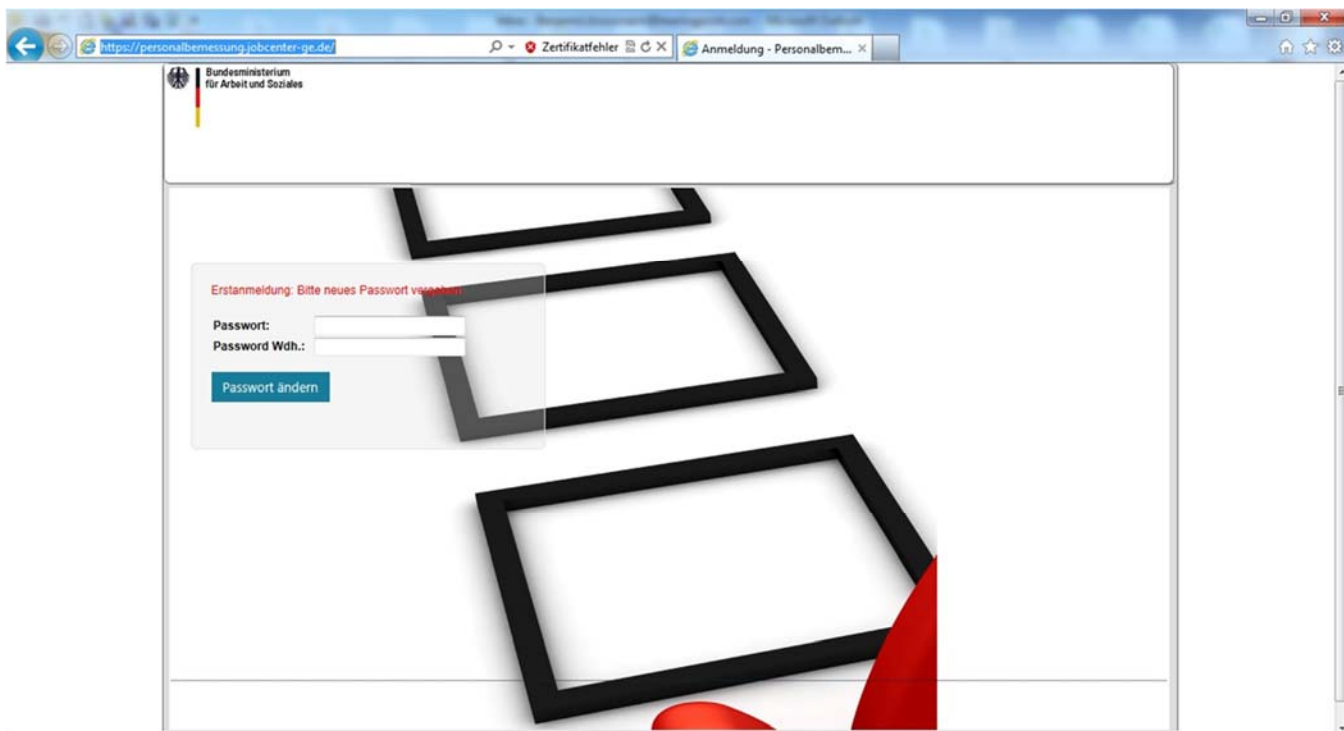 https://personalbemessung.jobcenter-ge.de/
Zertifikatfehler
Anmeldung - Personalbem...
Bundesministerium
für Arbeit und Soziales
Erstanmeldung: Bitte neues Passwort vergeben
Passwort:
Password Wdh.:
Passwort ändern